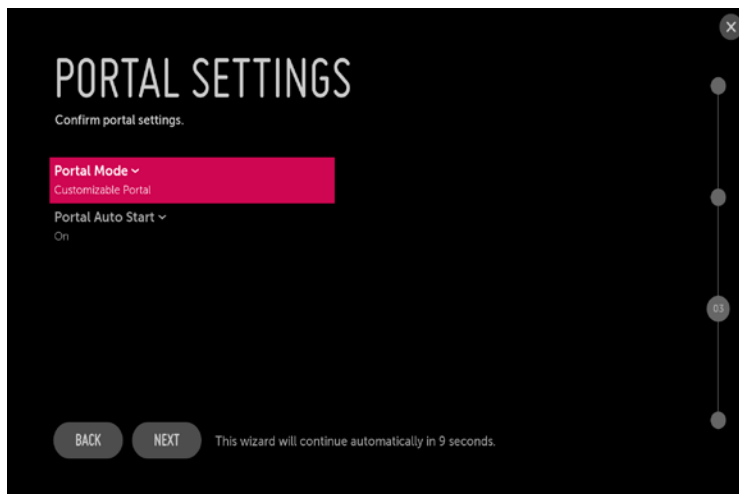 PORTAL SETTINGS
Confirm portal settings.
Portal Mode
Customizable Portal
Portal Auto Start
On
03
BACK
NEXT
This wizard will continue automatically in 9 seconds.